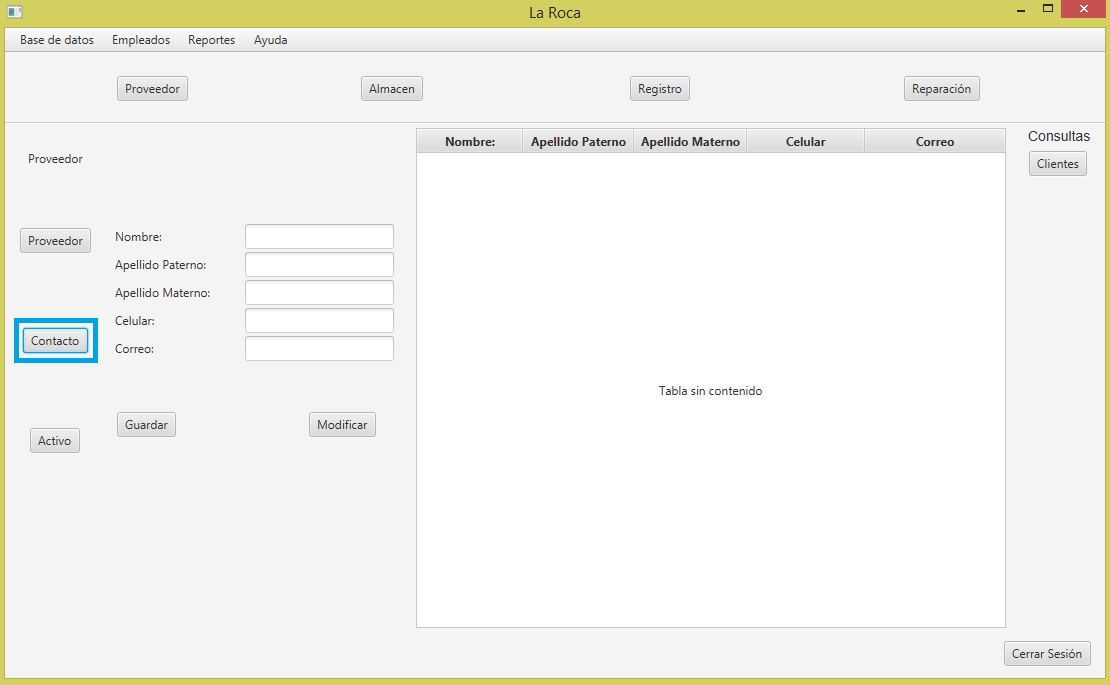 La Roca
Base de datos Empleados Reportes Ayuda
Proveedor Almacen Registro Reparación
Proveedor
Proveedor
Contacto
Activo
Nombre:
Apellido Paterno:
Apellido Materno:
Celular:
Correo:
Guardar Modificar
Nombre: Apellido Paterno Apellido Materno Celular Correo
Tabla sin contenido
Consultas
Clientes
Cerrar Sesión